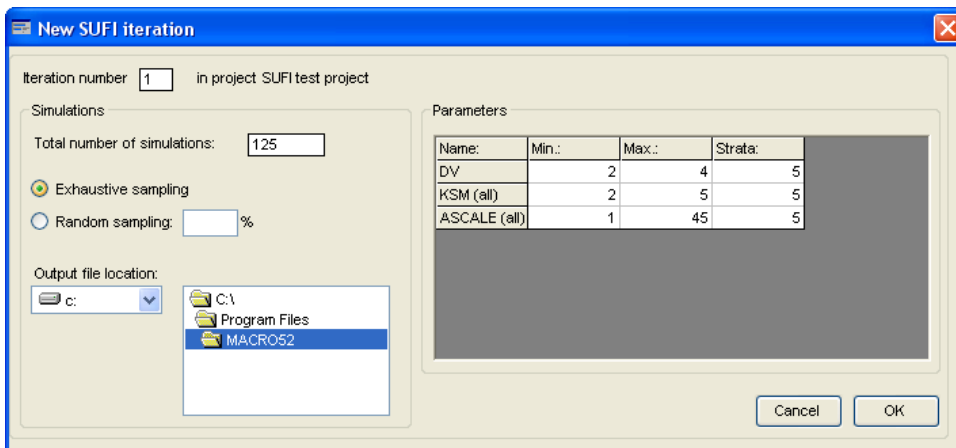 New SUFI iteration
Iteration number 1 in project SUFI test project
Simulations
Total number of simulations: 125
Exhaustive sampling
Random sampling: %
Output file location:
c:
C:\
Program Files
MACRO52
Parameters
Name: Min.: Max.: Strata:
DV 2 4 5
KSM (all) 2 5 5
ASCALE (all) 1 45 5
Cancel OK